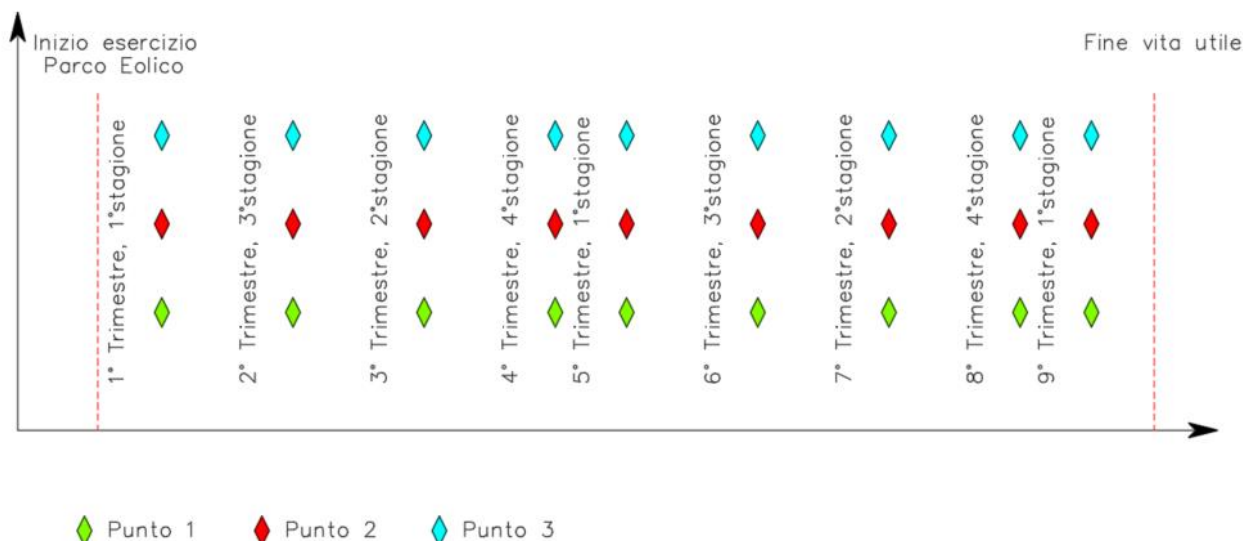 Inizio esercizio
Parco Eolico
Fine vita utile
1° Trimestre, 1°stagione
2° Trimestre, 3°stagione
3° Trimestre, 2°stagione
4° Trimestre, 4°stagione
5° Trimestre, 1°stagione
6° Trimestre, 3°stagione
7° Trimestre, 2°stagione
8° Trimestre, 4°stagione
9° Trimestre, 1°stagione
Punto 1
Punto 2
Punto 3